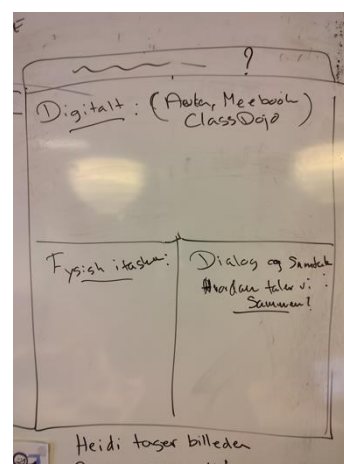 ?
Digitalt : (Aula, Meebook
ClassDojo)
Fysisk i tasken:
Dialog og Samtale
Hvordan taler vi :
Sammen?
Heidi tager billeder